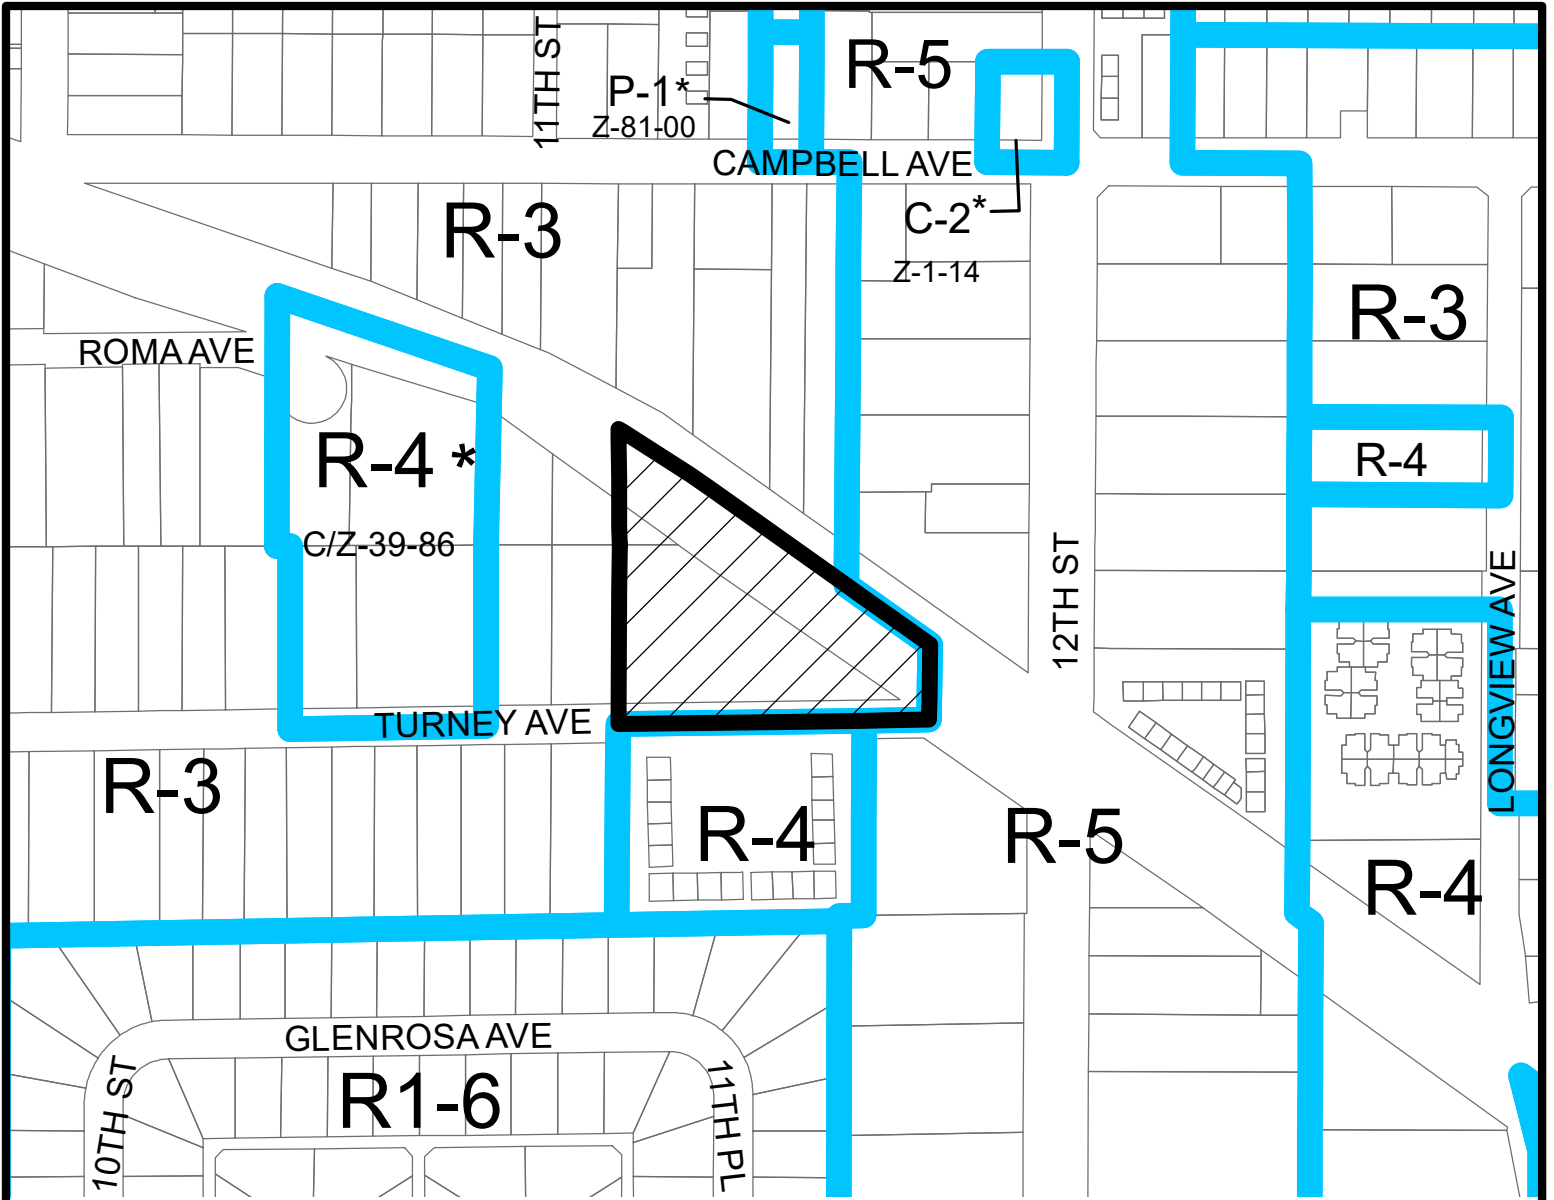 11TH ST
P-1*
Z-81-00
R-5
CAMPBELL AVE
R-3
C-2*
Z-1-14
R-3
ROMA AVE
R-4 *
R-4
C/Z-39-86
12TH ST
LONGVIEW AVE
TURNEY AVE
R-3
R-4
R-5
R-4
GLENROSA AVE
R1-6
10TH ST
11TH PL